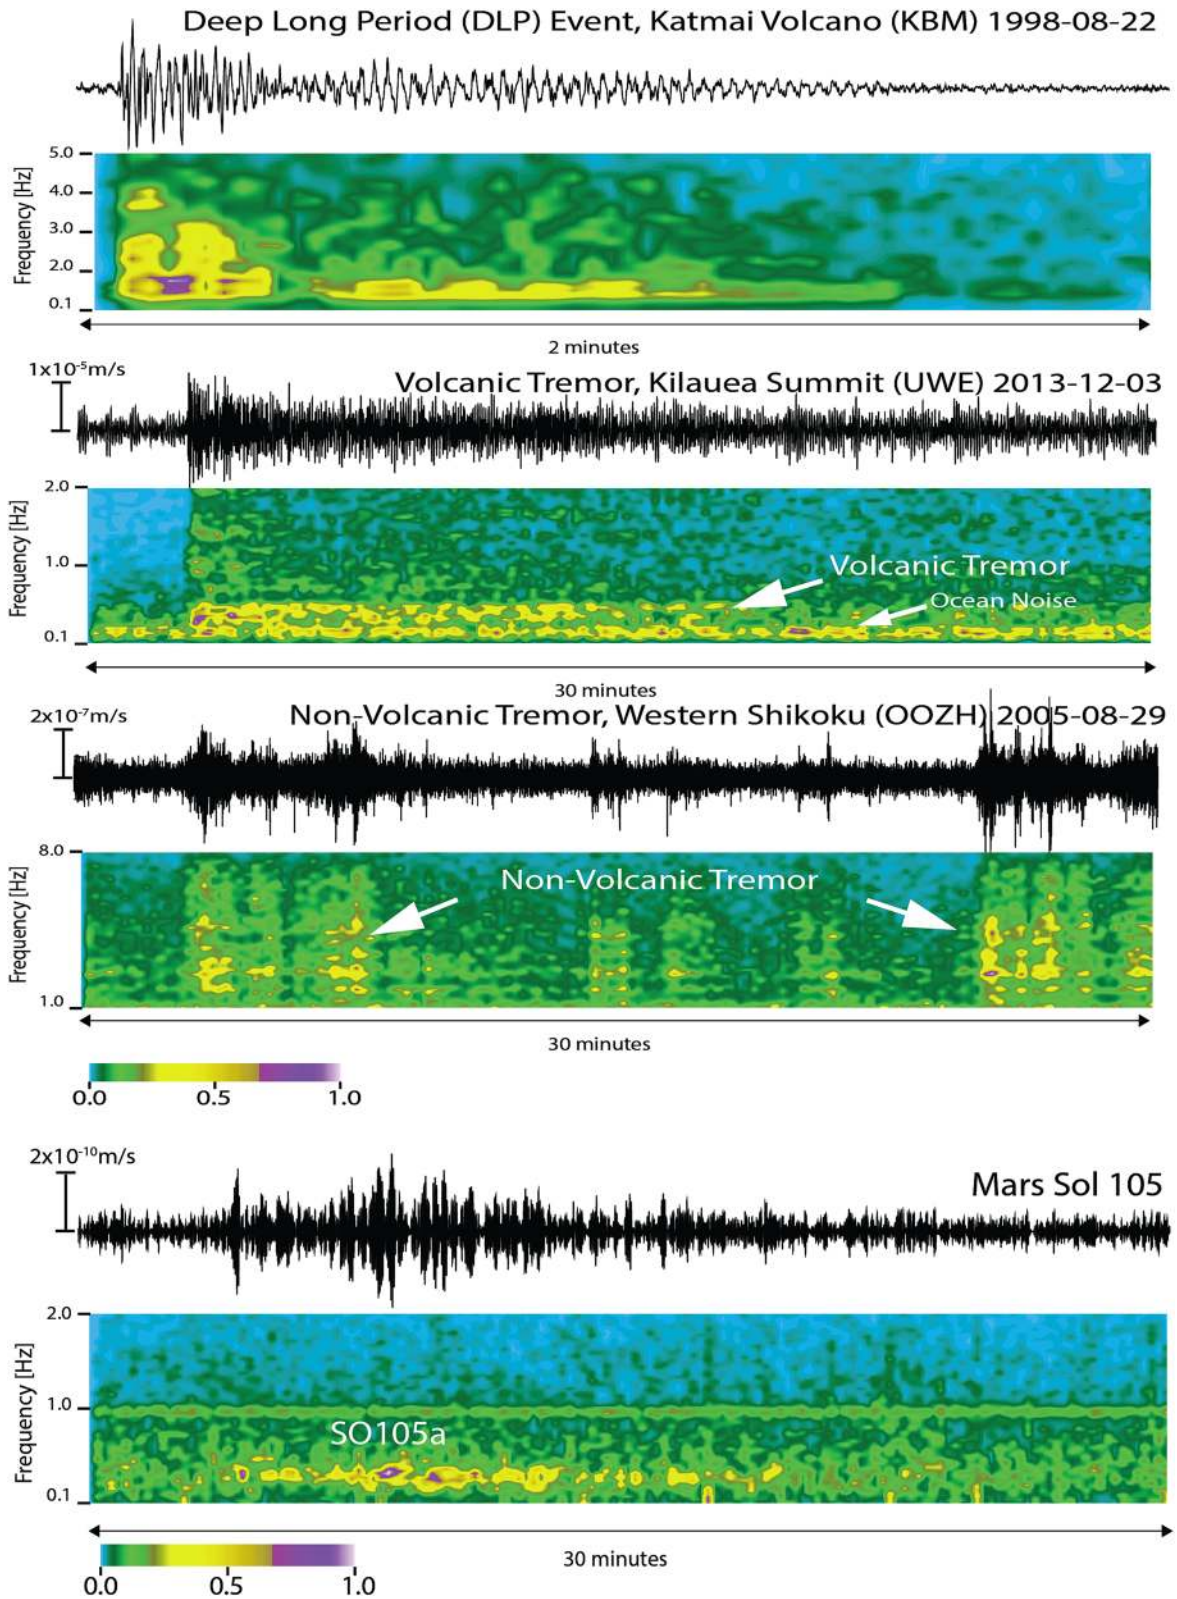 Deep Long Period (DLP) Event, Katmai Volcano (KBM) 1998-08-22
5.0
4.0
3.0
2.0
0.1
Frequency [Hz]
2 minutes
1x10⁻⁵m/s
Volcanic Tremor, Kilauea Summit (UWE) 2013-12-03
2.0
1.0
0.1
Frequency [Hz]
Volcanic Tremor
Ocean Noise
30 minutes
2x10⁻⁷m/s
Non-Volcanic Tremor, Western Shikoku (OOZH) 2005-08-29
8.0
1.0
Frequency [Hz]
Non-Volcanic Tremor
30 minutes
0.0 0.5 1.0
2x10⁻¹⁰m/s
Mars Sol 105
2.0
1.0
0.1
Frequency [Hz]
SO105a
30 minutes
0.0 0.5 1.0